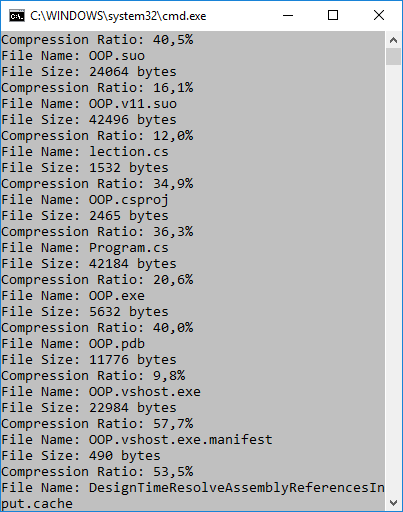 C:\WINDOWS\system32\cmd.exe
Compression Ratio: 40,5%
File Name: OOP.suo
File Size: 24064 bytes
Compression Ratio: 16,1%
File Name: OOP.v11.suo
File Size: 42496 bytes
Compression Ratio: 12,0%
File Name: lection.cs
File Size: 1532 bytes
Compression Ratio: 34,9%
File Name: OOP.csproj
File Size: 2465 bytes
Compression Ratio: 36,3%
File Name: Program.cs
File Size: 42184 bytes
Compression Ratio: 20,6%
File Name: OOP.exe
File Size: 5632 bytes
Compression Ratio: 40,0%
File Name: OOP.pdb
File Size: 11776 bytes
Compression Ratio: 9,8%
File Name: OOP.vshost.exe
File Size: 22984 bytes
Compression Ratio: 57,7%
File Name: OOP.vshost.exe.manifest
File Size: 490 bytes
Compression Ratio: 53,5%
File Name: DesignTimeResolveAssemblyReferencesIn
put.cache